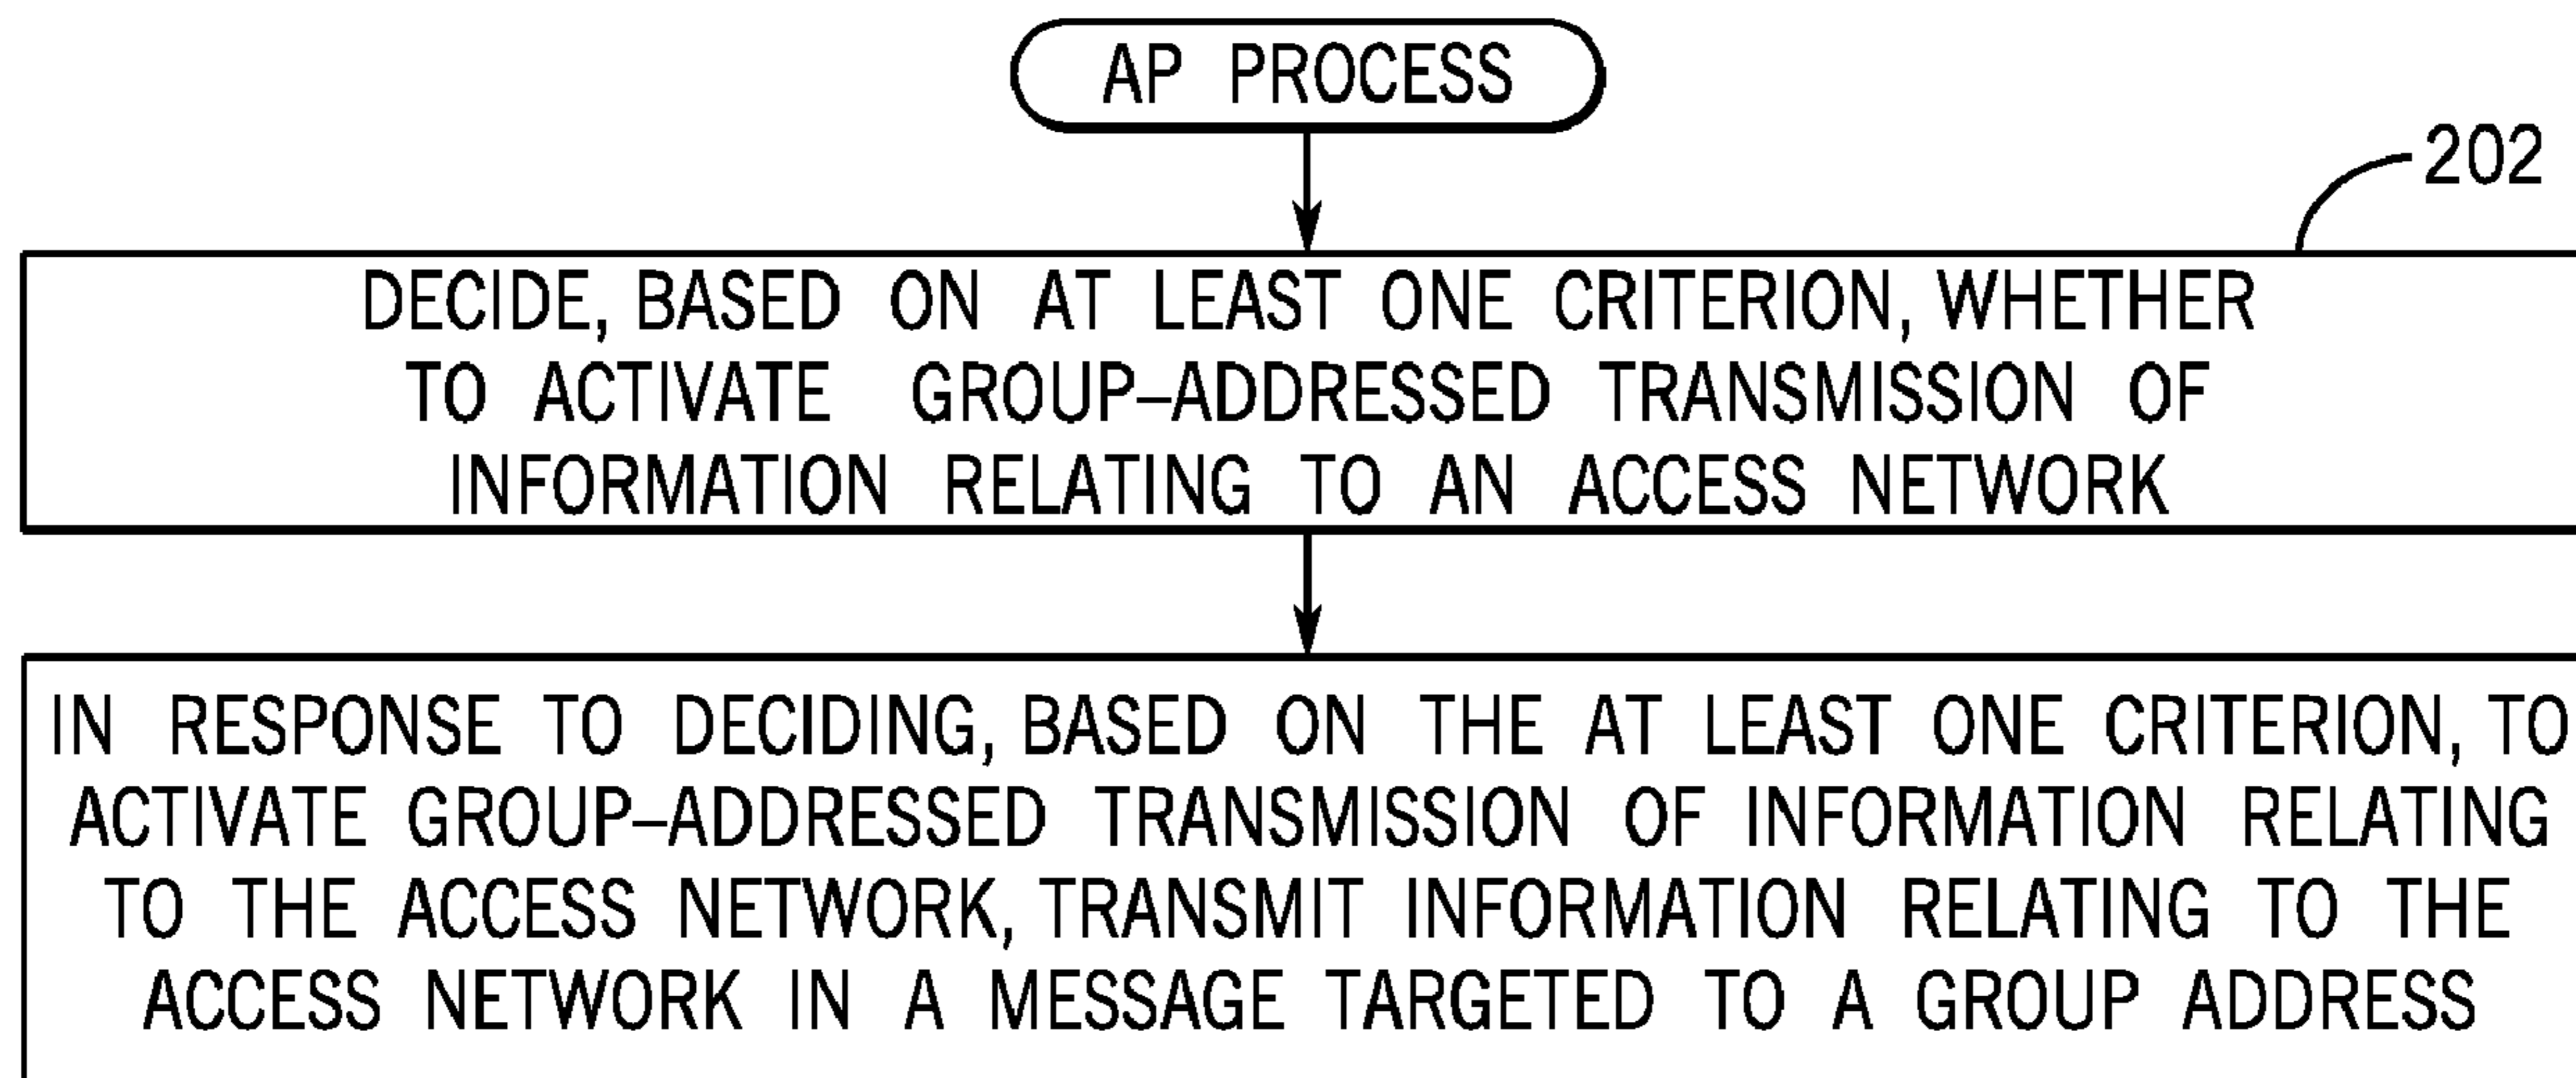 AP PROCESS
202
DECIDE, BASED ON AT LEAST ONE CRITERION, WHETHER
TO ACTIVATE GROUP–ADDRESSED TRANSMISSION OF
INFORMATION RELATING TO AN ACCESS NETWORK
IN RESPONSE TO DECIDING, BASED ON THE AT LEAST ONE CRITERION, TO
ACTIVATE GROUP–ADDRESSED TRANSMISSION OF INFORMATION RELATING
TO THE ACCESS NETWORK, TRANSMIT INFORMATION RELATING TO THE
ACCESS NETWORK IN A MESSAGE TARGETED TO A GROUP ADDRESS